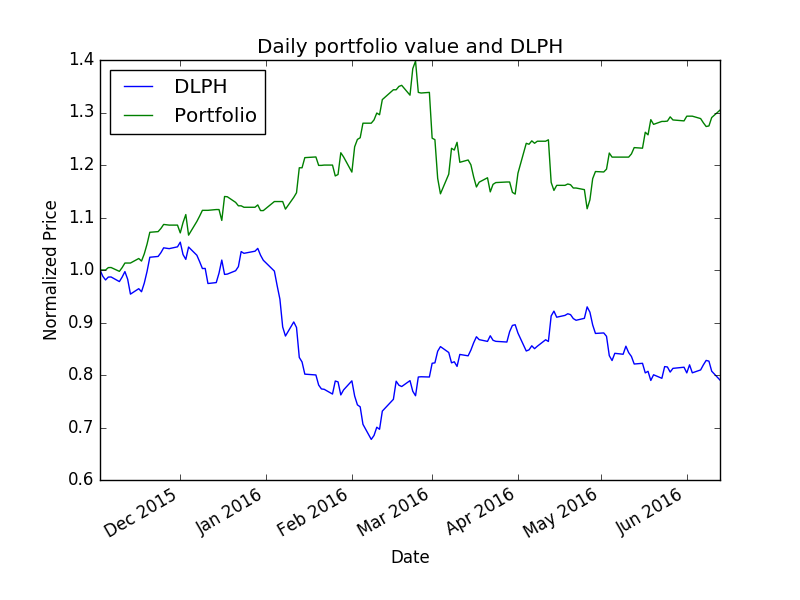 Daily portfolio value and DLPH
DLPH
Portfolio
1.4
1.3
1.2
1.1
1.0
0.9
0.8
0.7
0.6
Normalized Price
Dec 2015
Jan 2016
Feb 2016
Mar 2016
Apr 2016
May 2016
Jun 2016
Date